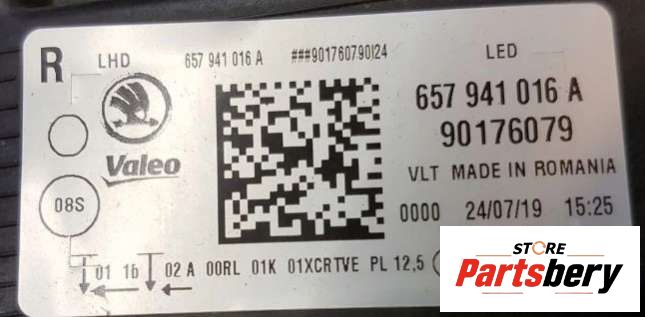 R LHD 657 941 016 A ###901760790I24 LED
657 941 016 A
90176079
Valeo
VLT MADE IN ROMANIA
08S
0000 24/07/19 15:25
01 1b 02 A 00RL 01K 01XCRTVE PL 12,5
STORE
Partsbery